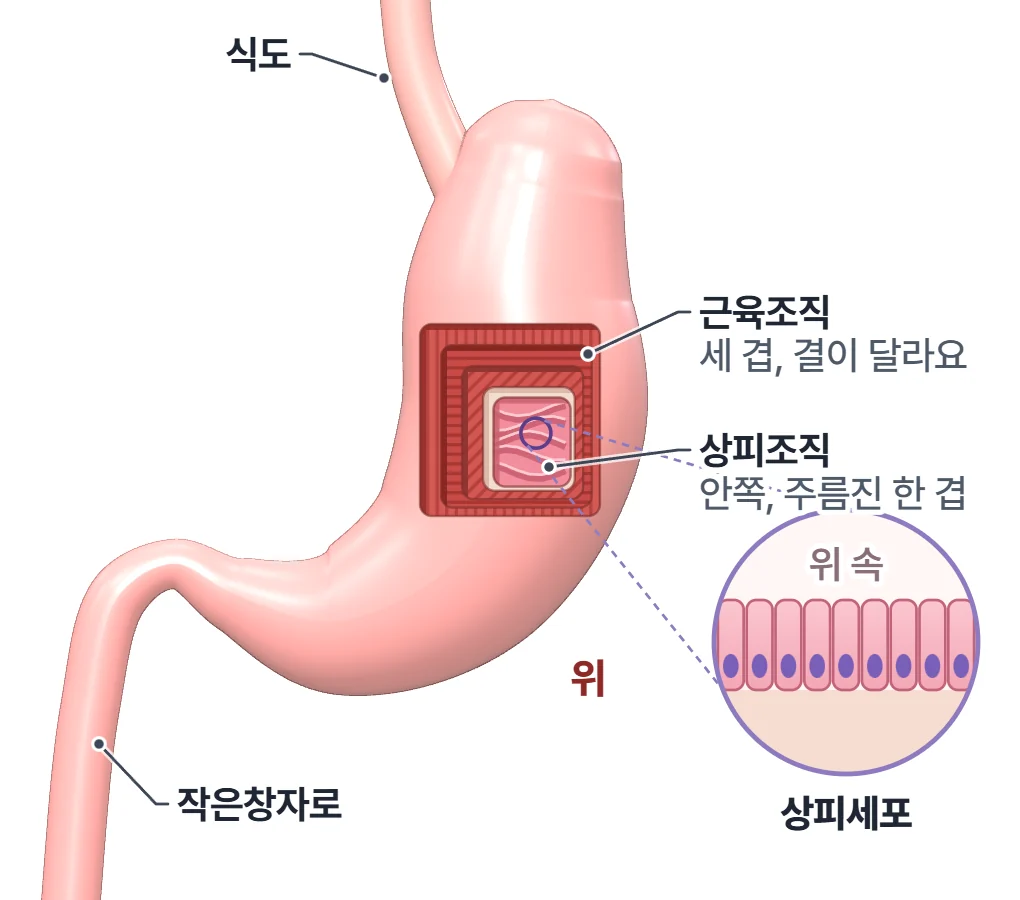 식도
근육조직
세 겹, 결이 달라요
상피조직
안쪽, 주름진 한 겹
위 속
위
작은창자로
상피세포